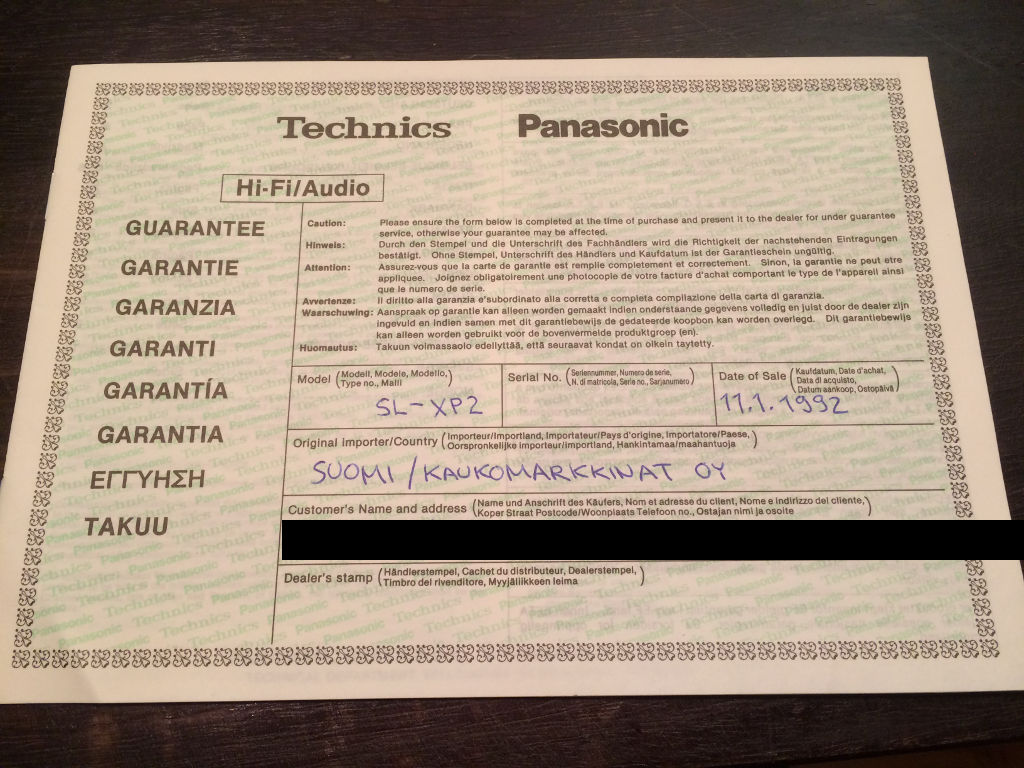 Technics Panasonic
Hi-Fi/Audio
GUARANTEE
GARANTIE
GARANZIA
GARANTI
GARANTÍA
GARANTIA
ΕΓΓΥΗΣΗ
TAKUU
Caution: Please ensure the form below is completed at the time of purchase and present it to the dealer for under guarantee
service, otherwise your guarantee may be affected.
Hinweis: Durch den Stempel und die Unterschrift des Fachhändlers wird die Richtigkeit der nachstehenden Eintragungen
bestätigt. Ohne Stempel, Unterschrift des Händlers und Kaufdatum ist der Garantieschein ungültig.
Attention: Assurez-vous que la carte de garantie est remplie completement et correctement. Sinon, la garantie ne peut etre
appliquee. Joignez obligatoirement une photocopie de votre facture d'achat comportant le type de l'appareil ainsi
que le numero de serie.
Avvertenze: Il diritto alla garanzia e'subordinato alla corretta e completa compilazione della carta di garanzia.
Waarschuwing: Aanspraak op garantie kan alleen worden gemaakt indien onderstaande gegevens volledig en juist door de dealer zijn
ingevuld en indien samen met dit garantiebewijs de gedateerde koopbon kan worden overlegd. Dit garantiebewijs
kan alleen worden gebruikt voor de bovenvermelde produktgroep (en).
Huomautus: Takuun voimassaolo edellyttää, että seuraavat kondat on oikein taytetty.
Model (Modell, Modele, Modello,
Type no., Malli)
SL-XP2
Serial No. (Seriennummer, Numero de serie,
N. di matricola, Serie no., Sarjanumero)
Date of Sale (Kaufdatum, Date d'achat,
Data di acquisto,
Datum aankoop, Ostopäivä)
11.1.1992
Original importer/Country (Importeur/Importland, Importateur/Pays d'origine, Importatore/Paese,
Oorspronkelijke importeur/importland, Hankintamaa/maahantuoja)
SUOMI/KAUKOMARKKINAT OY
Customer's Name and address (Name und Anschrift des Käufers, Nom et adresse du client, Nome e indirizzo del cliente,
Koper Straat Postcode/Woonplaats Telefoon no., Ostajan nimi ja osoite)
Dealer's stamp (Händlerstempel, Cachet du distributeur, Dealerstempel,
Timbro del rivenditore, Myyjäliikkeen leima)